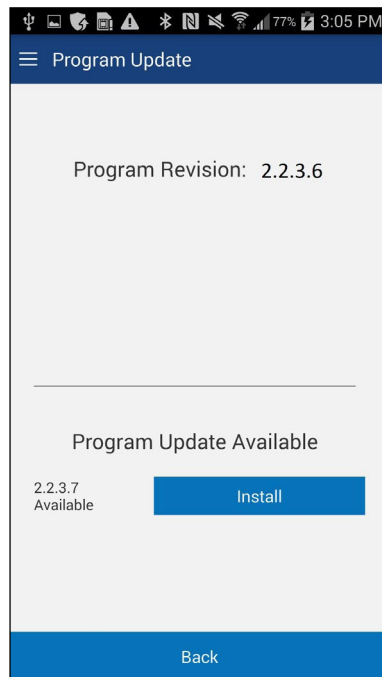 77% 3:05 PM
Program Update
Program Revision: 2.2.3.6
Program Update Available
2.2.3.7
Available
Install
Back